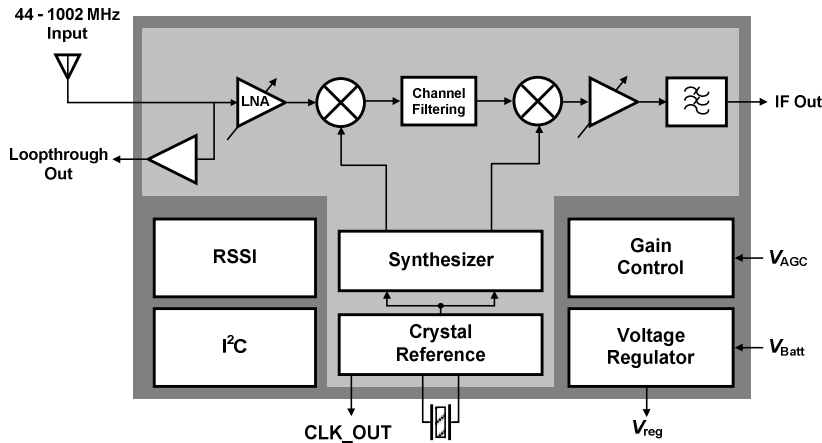 44 - 1002 MHz
Input
LNA
Channel
Filtering
IF Out
Loopthrough
Out
RSSI
Synthesizer
Gain
Control
VAGC
I²C
Crystal
Reference
Voltage
Regulator
VBatt
CLK_OUT
Vreg